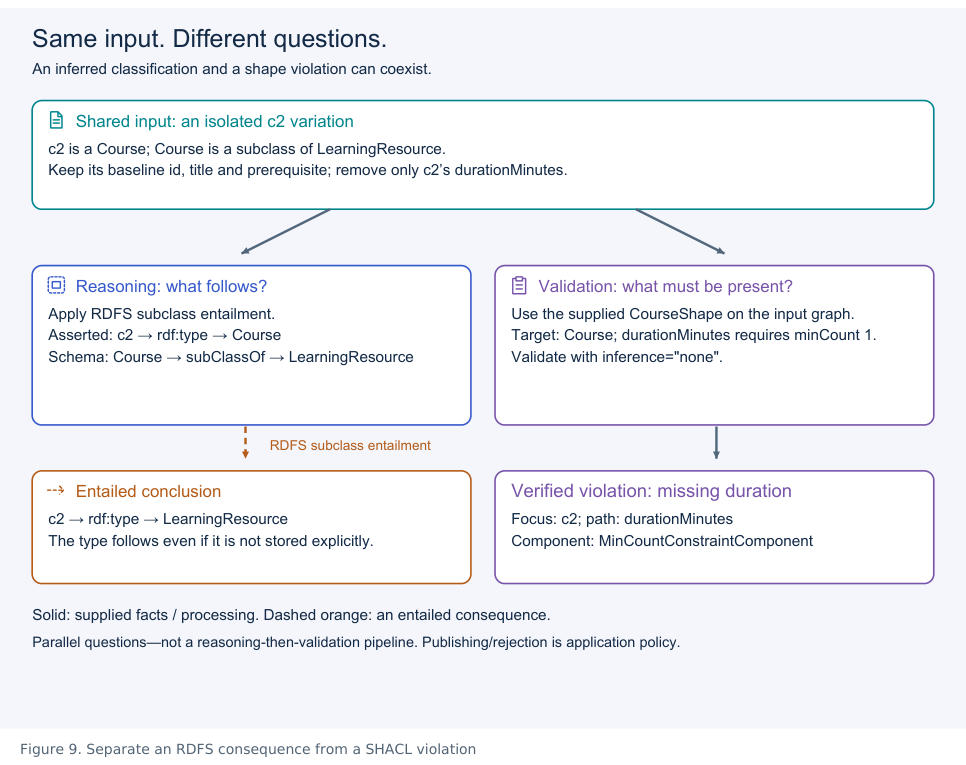 Same input. Different questions.
An inferred classification and a shape violation can coexist.
Shared input: an isolated c2 variation
c2 is a Course; Course is a subclass of LearningResource.
Keep its baseline id, title and prerequisite; remove only c2’s durationMinutes.
Reasoning: what follows?
Apply RDFS subclass entailment.
Asserted: c2 → rdf:type → Course
Schema: Course → subClassOf → LearningResource
Validation: what must be present?
Use the supplied CourseShape on the input graph.
Target: Course; durationMinutes requires minCount 1.
Validate with inference="none".
RDFS subclass entailment
Entailed conclusion
c2 → rdf:type → LearningResource
The type follows even if it is not stored explicitly.
Verified violation: missing duration
Focus: c2; path: durationMinutes
Component: MinCountConstraintComponent
Solid: supplied facts / processing. Dashed orange: an entailed consequence.
Parallel questions—not a reasoning-then-validation pipeline. Publishing/rejection is application policy.
Figure 9. Separate an RDFS consequence from a SHACL violation